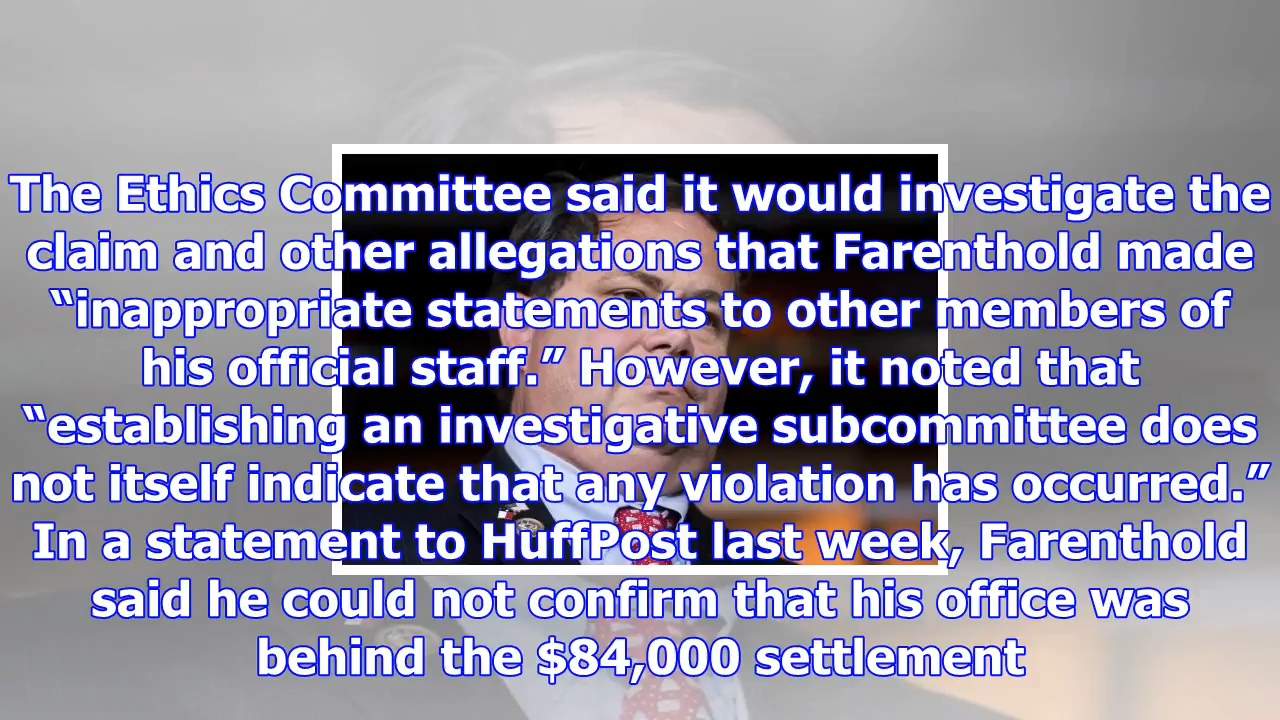 The Ethics Committee said it would investigate the
claim and other allegations that Farenthold made
“inappropriate statements to other members of
his official staff.” However, it noted that
“establishing an investigative subcommittee does
not itself indicate that any violation has occurred.”
In a statement to HuffPost last week, Farenthold
said he could not confirm that his office was
behind the $84,000 settlement